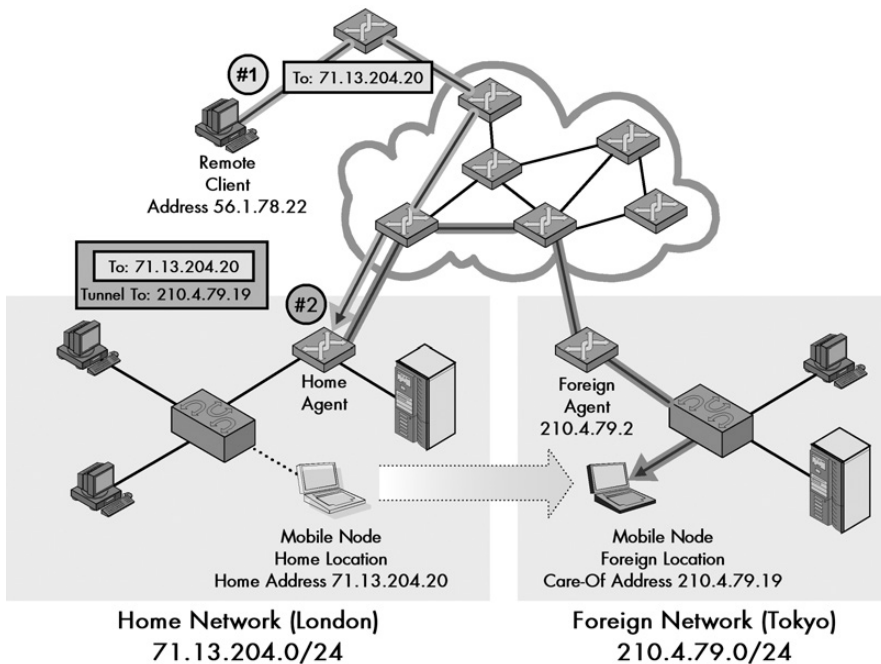 #1
To: 71.13.204.20
Remote
Client
Address 56.1.78.22
To: 71.13.204.20
Tunnel To: 210.4.79.19
#2
Home
Agent
Foreign
Agent
210.4.79.2
Mobile Node
Home Location
Home Address 71.13.204.20
Mobile Node
Foreign Location
Care-Of Address 210.4.79.19
Home Network (London)
71.13.204.0/24
Foreign Network (Tokyo)
210.4.79.0/24